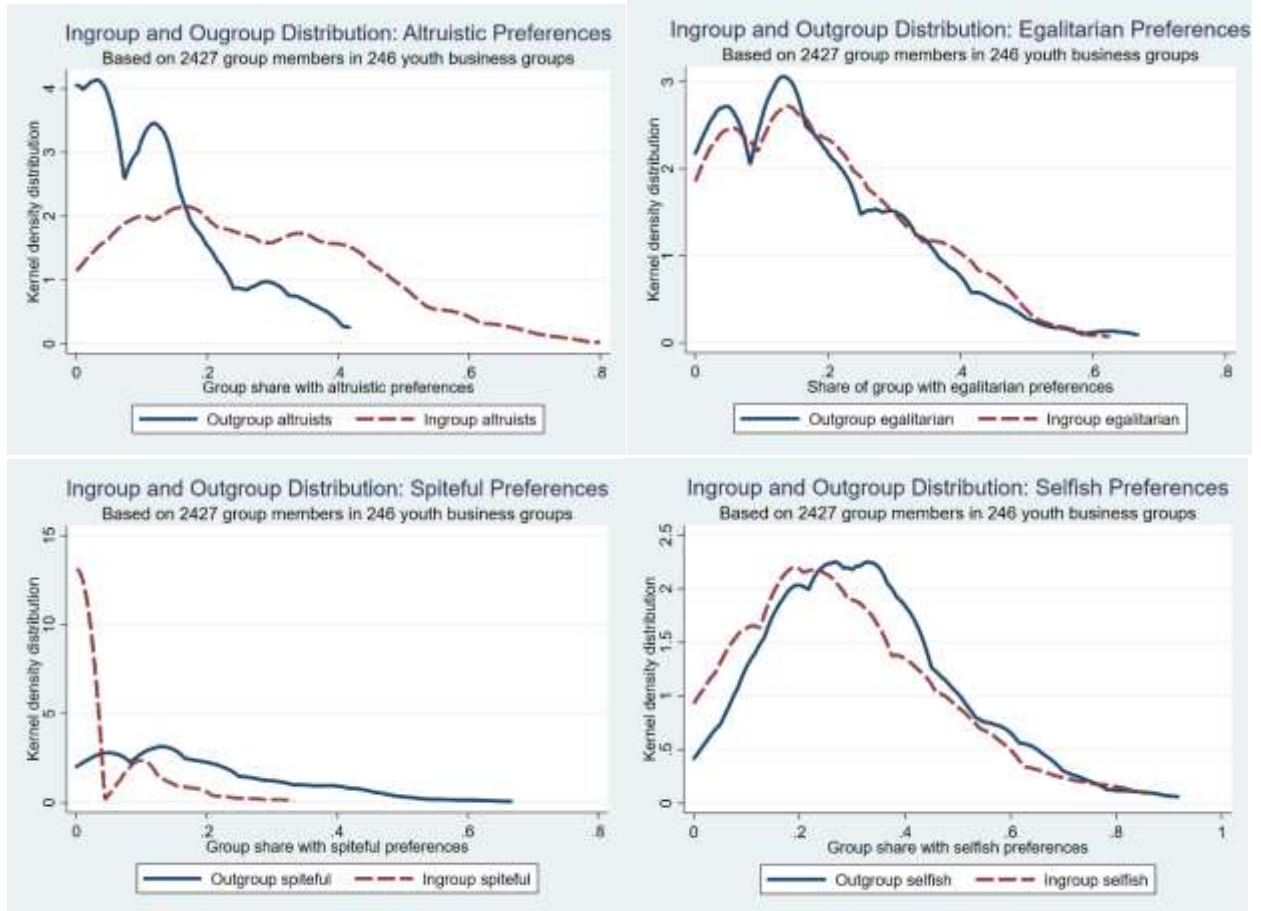 Ingroup and Ougroup Distribution: Altruistic Preferences
Based on 2427 group members in 246 youth business groups
Kernel density distribution
4
3
2
1
0
0 .2 .4 .6 .8
Group share with altruistic preferences
Outgroup altruists Ingroup altruists
Ingroup and Outgroup Distribution: Egalitarian Preferences
Based on 2427 group members in 246 youth business groups
Kernel density distribution
3
2
1
0
0 .2 .4 .6 .8
Share of group with egalitarian preferences
Outgroup egalitarian Ingroup egalitarian
Ingroup and Outgroup Distribution: Spiteful Preferences
Based on 2427 group members in 246 youth business groups
Kernel density distribution
15
10
5
0
0 .2 .4 .6 .8
Group share with spiteful preferences
Outgroup spiteful Ingroup spiteful
Ingroup and Outgroup Distribution: Selfish Preferences
Based on 2427 group members in 246 youth business groups
Kernel density distribution
2.5
2
1.5
1
.5
0
0 .2 .4 .6 .8 1
Group share with selfish preferences
Outgroup selfish Ingroup selfish